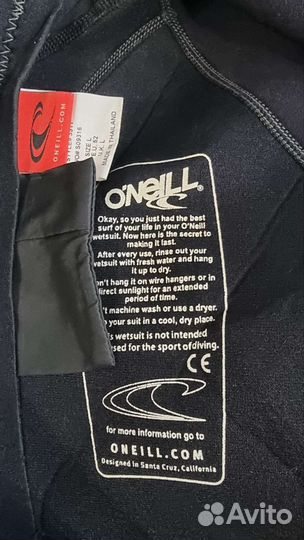 ONEILL.COM
O# S09316
SIZE L
E.U. 52
U.K. L
MADE IN THAILAND
O'NEILL
Okay, so you just had the best
surf of your life in your O'Neill
wetsuit. Now here is the secret to
making it last.
After every use, rinse out your
wetsuit with fresh water and hang
it up to dry.
n't hang it on wire hangers or in
direct sunlight for an extended
period of time.
't machine wash or use a dryer.
your suit in a cool, dry place.
s wetsuit is not intended
sed for the sport of diving.
CE
for more information go to
ONEILL.COM
Designed in Santa Cruz, California
Avito